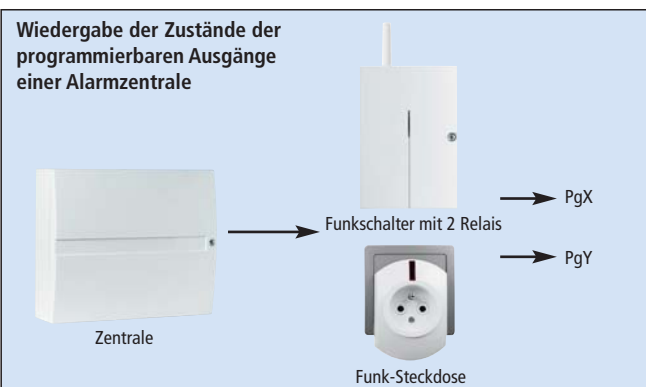 Wiedergabe der Zustände der
programmierbaren Ausgänge
einer Alarmzentrale
Funkschalter mit 2 Relais
PgX
PgY
Zentrale
Funk-Steckdose